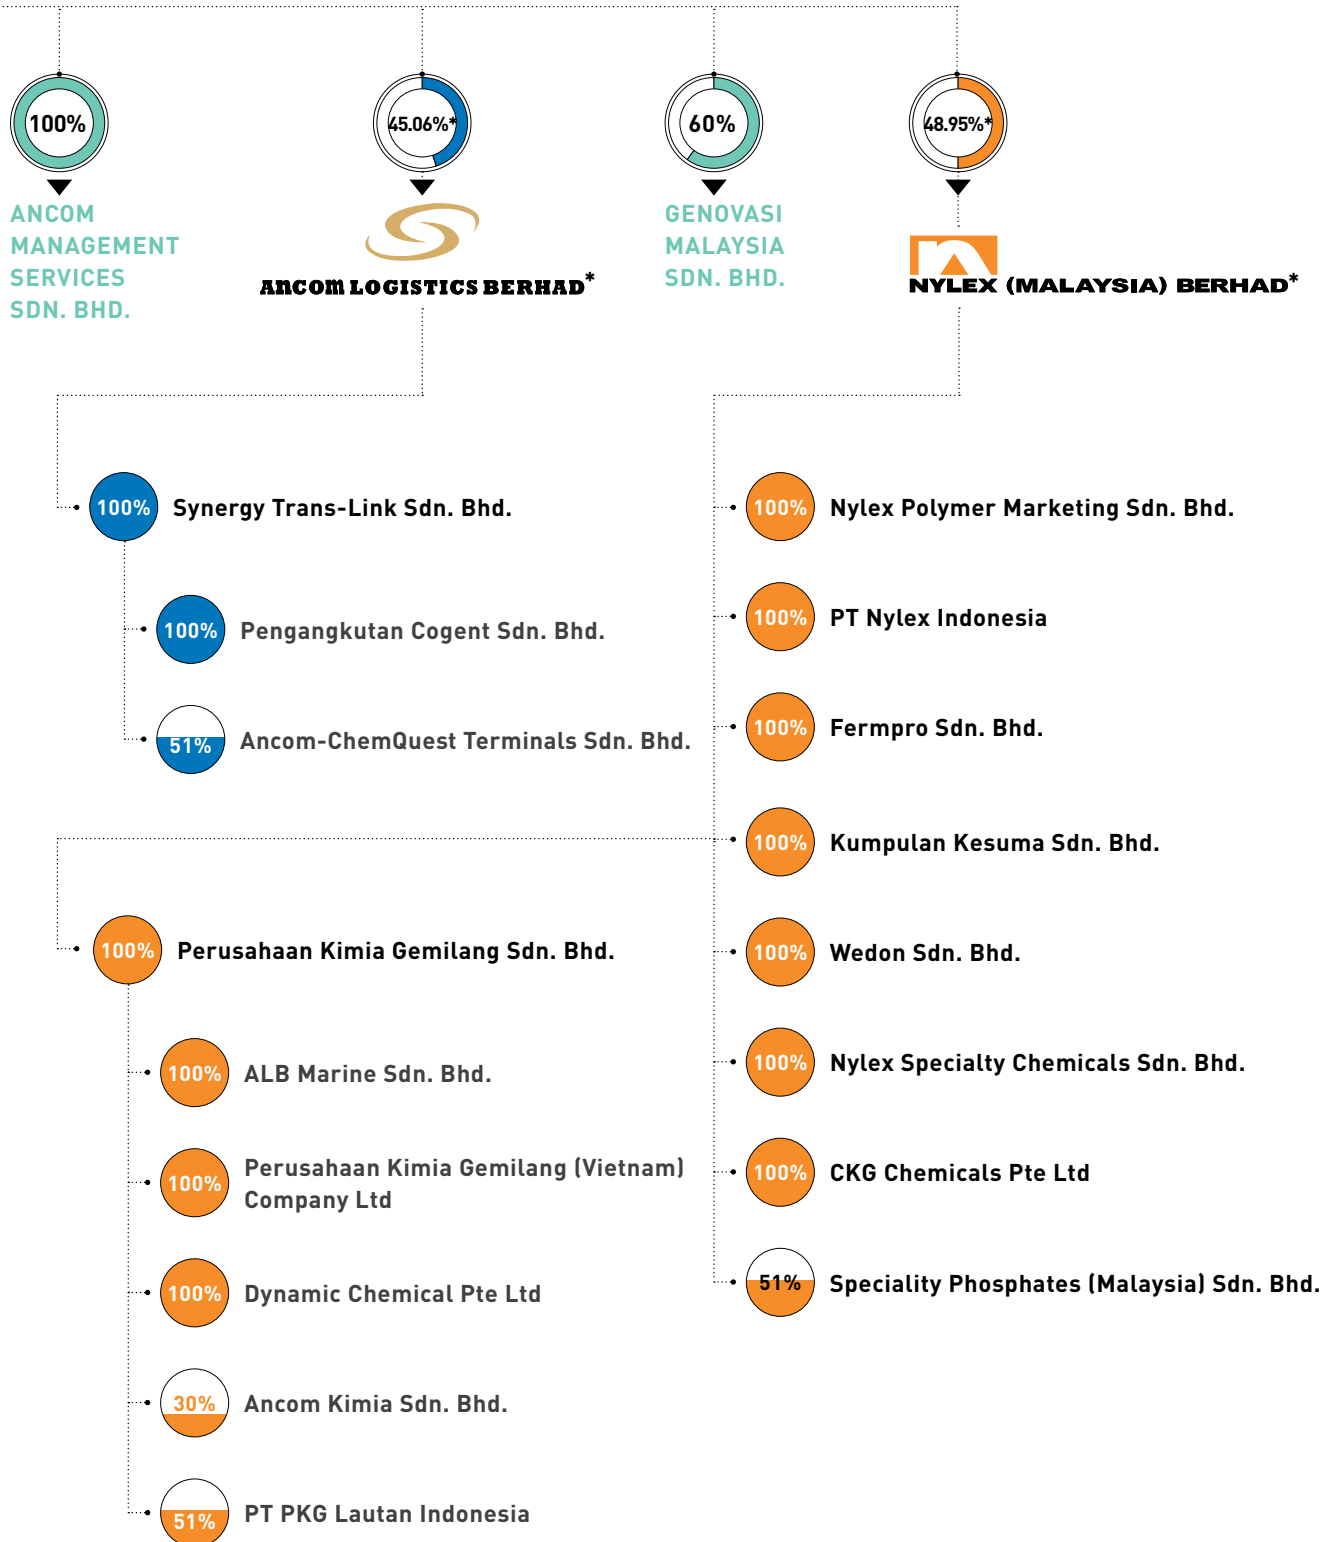 100%
45.06%*
60%
48.95%*
ANCOM
MANAGEMENT
SERVICES
SDN. BHD.
ANCOM LOGISTICS BERHAD*
GENOVASI
MALAYSIA
SDN. BHD.
NYLEX (MALAYSIA) BERHAD*
100% Synergy Trans-Link Sdn. Bhd.
100% Pengangkutan Cogent Sdn. Bhd.
51% Ancom-ChemQuest Terminals Sdn. Bhd.
100% Nylex Polymer Marketing Sdn. Bhd.
100% PT Nylex Indonesia
100% Fermpro Sdn. Bhd.
100% Kumpulan Kesuma Sdn. Bhd.
100% Wedon Sdn. Bhd.
100% Nylex Specialty Chemicals Sdn. Bhd.
100% CKG Chemicals Pte Ltd
51% Speciality Phosphates (Malaysia) Sdn. Bhd.
100% Perusahaan Kimia Gemilang Sdn. Bhd.
100% ALB Marine Sdn. Bhd.
100% Perusahaan Kimia Gemilang (Vietnam)
Company Ltd
100% Dynamic Chemical Pte Ltd
30% Ancom Kimia Sdn. Bhd.
51% PT PKG Lautan Indonesia